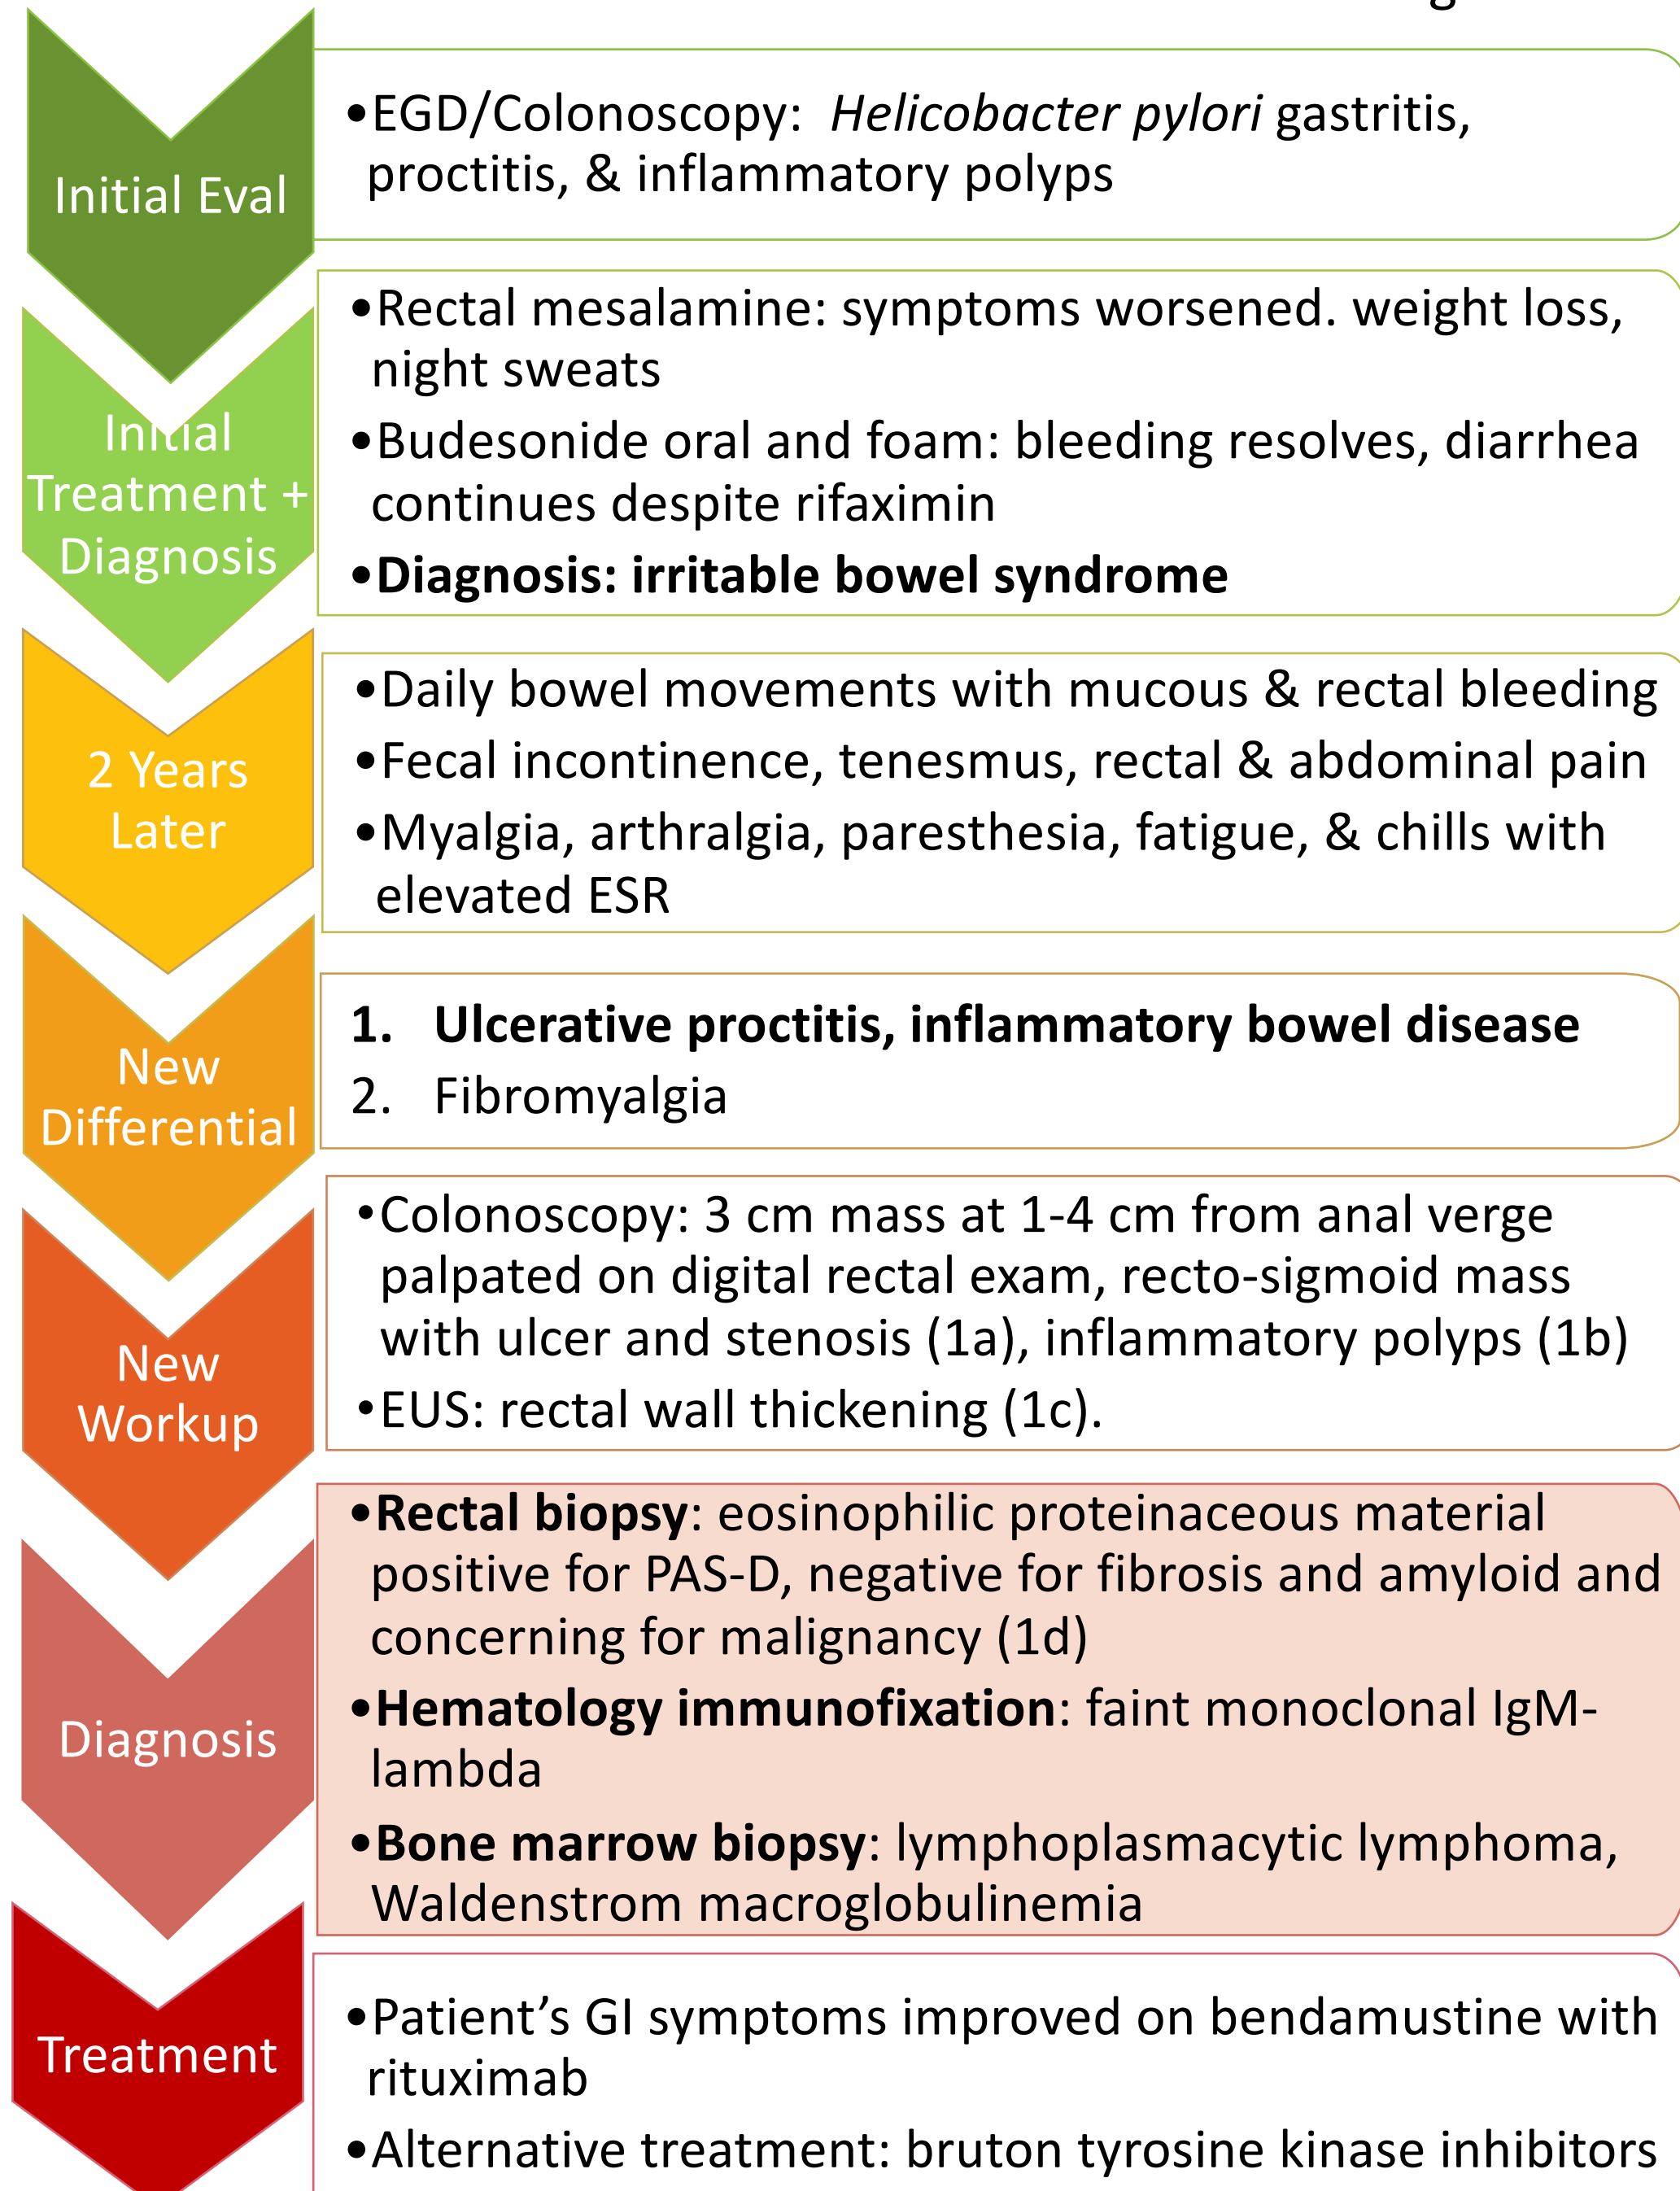 Initial Eval
•EGD/Colonoscopy: Helicobacter pylori gastritis,
proctitis, & inflammatory polyps
Initial
Treatment +
Diagnosis
•Rectal mesalamine: symptoms worsened. weight loss,
night sweats
•Budesonide oral and foam: bleeding resolves, diarrhea
continues despite rifaximin
•Diagnosis: irritable bowel syndrome
2 Years
Later
•Daily bowel movements with mucous & rectal bleeding
•Fecal incontinence, tenesmus, rectal & abdominal pain
•Myalgia, arthralgia, paresthesia, fatigue, & chills with
elevated ESR
New
Differential
1. Ulcerative proctitis, inflammatory bowel disease
2. Fibromyalgia
New
Workup
•Colonoscopy: 3 cm mass at 1-4 cm from anal verge
palpated on digital rectal exam, recto-sigmoid mass
with ulcer and stenosis (1a), inflammatory polyps (1b)
•EUS: rectal wall thickening (1c).
Diagnosis
•Rectal biopsy: eosinophilic proteinaceous material
positive for PAS-D, negative for fibrosis and amyloid and
concerning for malignancy (1d)
•Hematology immunofixation: faint monoclonal IgM-
lambda
•Bone marrow biopsy: lymphoplasmacytic lymphoma,
Waldenstrom macroglobulinemia
Treatment
•Patient’s GI symptoms improved on bendamustine with
rituximab
•Alternative treatment: bruton tyrosine kinase inhibitors